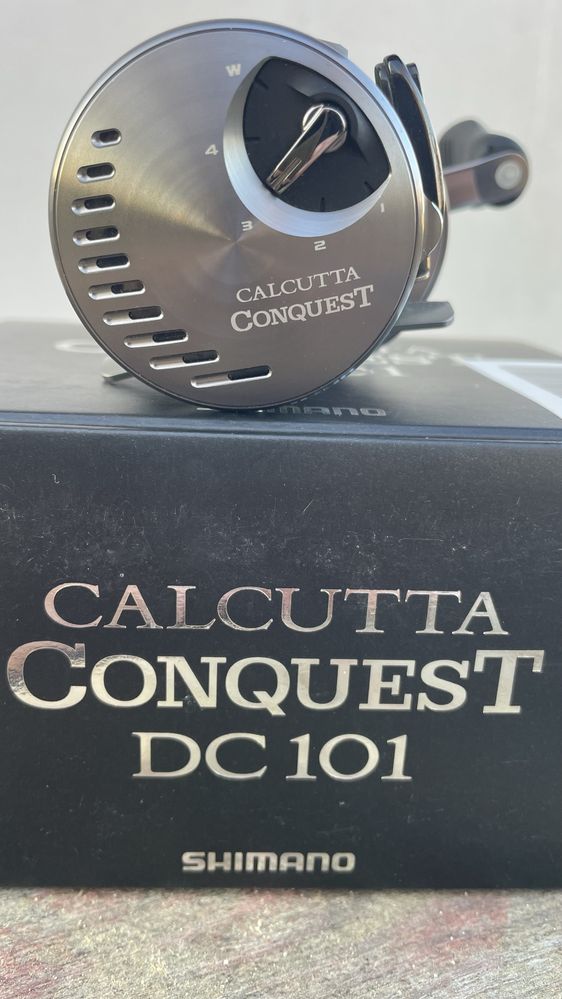 W
4
3
2
1
CALCUTTA
CONQUEST
SHIMANO
CALCUTTA
CONQUEST
DC 101
SHIMANO